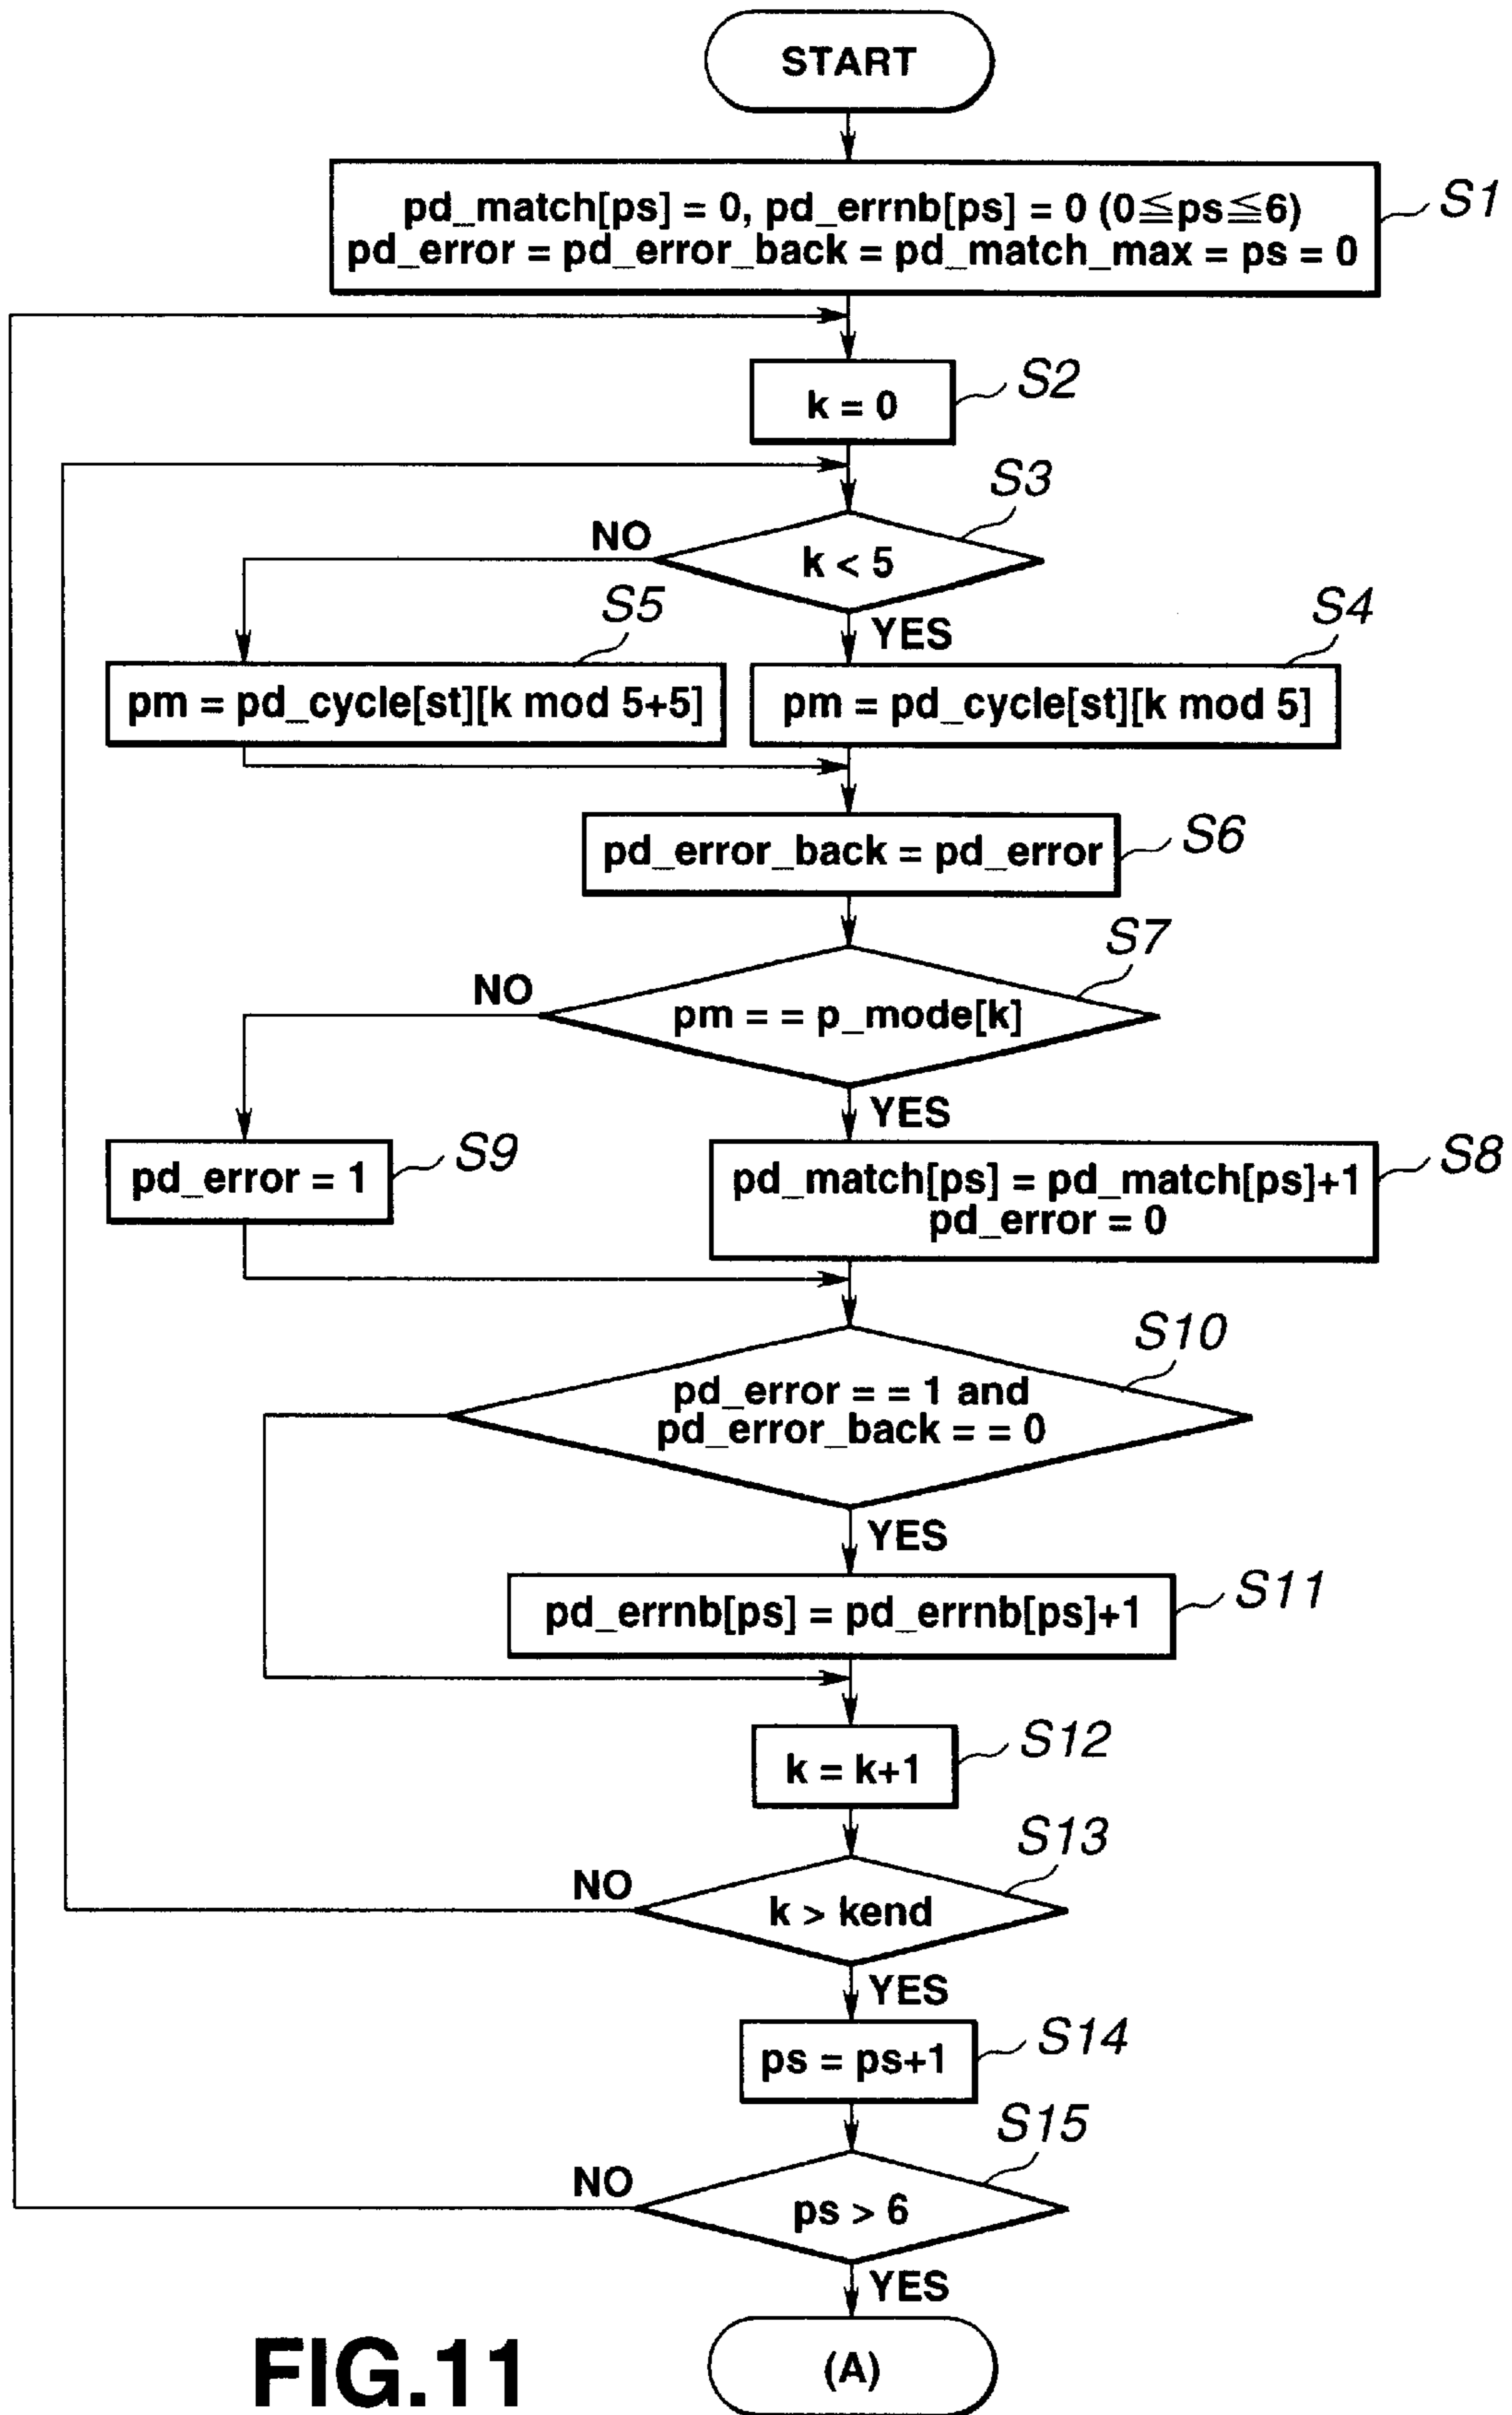 START
pd_match[ps] = 0, pd_errnb[ps] = 0 (0≦ps≦6)
pd_error = pd_error_back = pd_match_max = ps = 0
S1
k = 0
S2
S3
NO
k < 5
YES
S5
S4
pm = pd_cycle[st][k mod 5+5]
pm = pd_cycle[st][k mod 5]
pd_error_back = pd_error
S6
S7
NO
pm = = p_mode[k]
YES
pd_error = 1
S9
pd_match[ps] = pd_match[ps]+1
pd_error = 0
S8
S10
pd_error = = 1 and
pd_error_back = = 0
YES
pd_errnb[ps] = pd_errnb[ps]+1
S11
k = k+1
S12
S13
NO
k > kend
YES
ps = ps+1
S14
S15
NO
ps > 6
YES
(A)
FIG.11